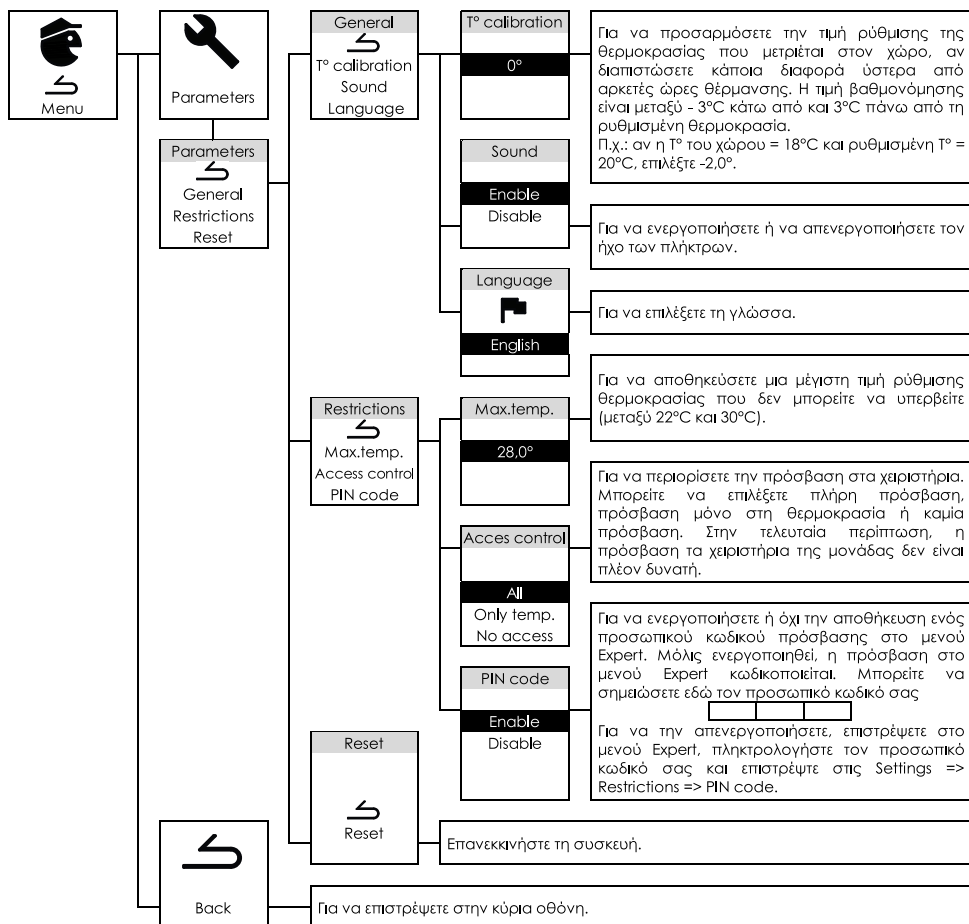 Menu
Parameters
Parameters
General
Restrictions
Reset
General
T° calibration
Sound
Language
T° calibration
0°
Για να προσαρμόσετε την τιμή ρύθμισης της
θερμοκρασίας που μετριέται στον χώρο, αν
διαπιστώσετε κάποια διαφορά ύστερα από
αρκετές ώρες θέρμανσης. Η τιμή βαθμονόμησης
είναι μεταξύ - 3°C κάτω από και 3°C πάνω από τη
ρυθμισμένη θερμοκρασία.
Π.χ.: αν η T° του χώρου = 18°C και ρυθμισμένη T° =
20°C, επιλέξτε -2,0°.
Sound
Enable
Disable
Για να ενεργοποιήσετε ή να απενεργοποιήσετε τον
ήχο των πλήκτρων.
Language
English
Για να επιλέξετε τη γλώσσα.
Restrictions
Max.temp.
Access control
PIN code
Max.temp.
28,0°
Για να αποθηκεύσετε μια μέγιστη τιμή ρύθμισης
θερμοκρασίας που δεν μπορείτε να υπερβείτε
(μεταξύ 22°C και 30°C).
Acces control
All
Only temp.
No access
Για να περιορίσετε την πρόσβαση στα χειριστήρια.
Μπορείτε να επιλέξετε πλήρη πρόσβαση,
πρόσβαση μόνο στη θερμοκρασία ή καμία
πρόσβαση. Στην τελευταία περίπτωση, η
πρόσβαση τα χειριστήρια της μονάδας δεν είναι
πλέον δυνατή.
PIN code
Enable
Disable
Για να ενεργοποιήσετε ή όχι την αποθήκευση ενός
προσωπικού κωδικού πρόσβασης στο μενού
Expert. Μόλις ενεργοποιηθεί, η πρόσβαση στο
μενού Expert κωδικοποιείται. Μπορείτε να
σημειώσετε εδώ τον προσωπικό κωδικό σας
Για να την απενεργοποιήσετε, επιστρέψετε στο
μενού Expert, πληκτρολογήστε τον προσωπικό
κωδικό σας και επιστρέψτε στις Settings =>
Restrictions => PIN code.
Reset
Reset
Επανεκκινήστε τη συσκευή.
Back
Για να επιστρέψετε στην κύρια οθόνη.